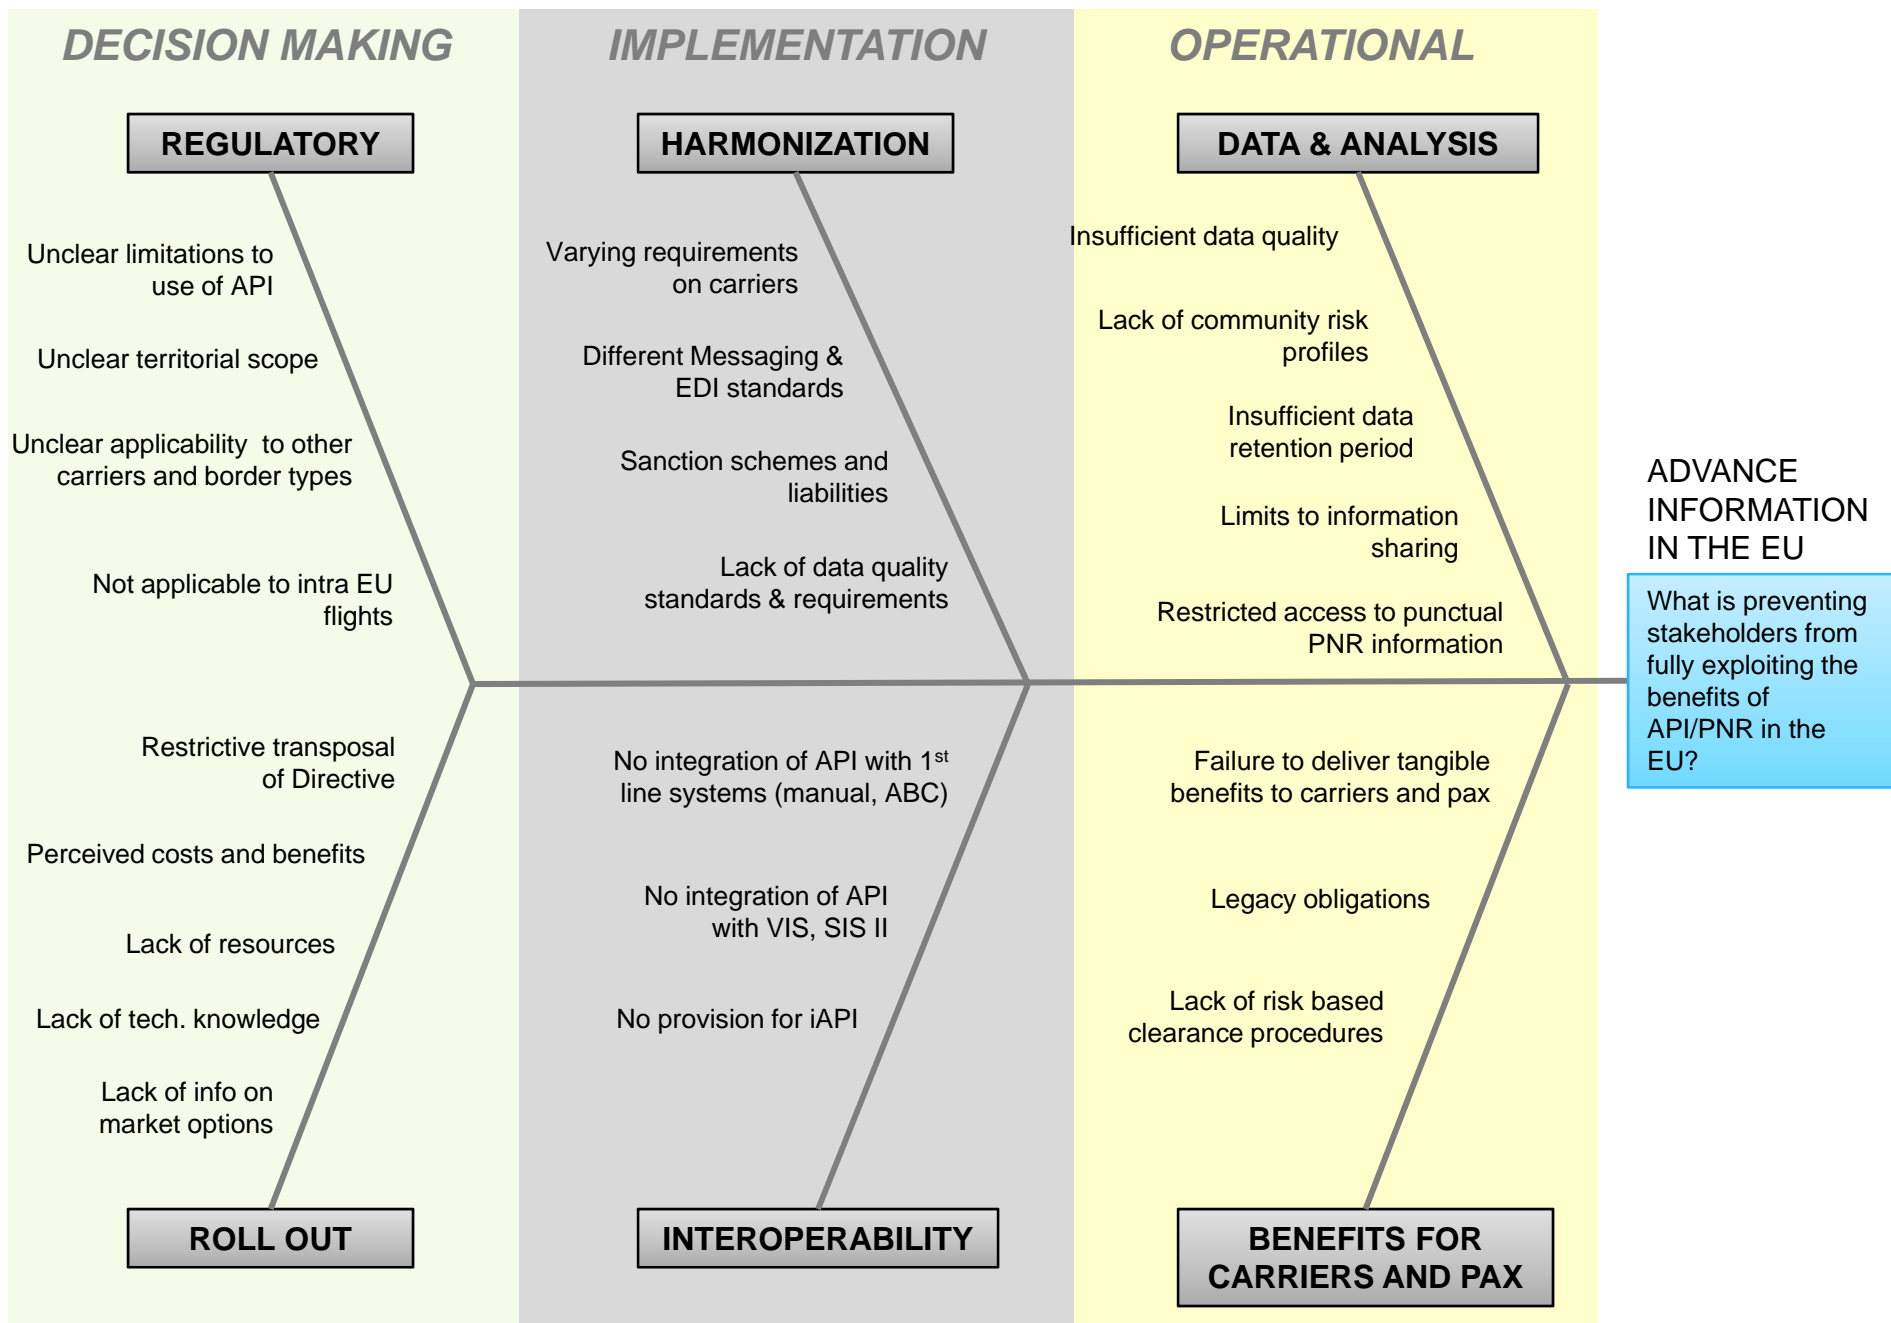 DECISION MAKING
IMPLEMENTATION
OPERATIONAL
REGULATORY
HARMONIZATION
DATA & ANALYSIS
Unclear limitations to
use of API
Unclear territorial scope
Unclear applicability  to other
carriers and border types
Not applicable to intra EU
flights
Varying requirements
on carriers
Different Messaging &
EDI standards
Sanction schemes and
liabilities
Lack of data quality
standards & requirements
Insufficient data quality
Lack of community risk
profiles
Insufficient data
retention period
Limits to information
sharing
Restricted access to punctual
PNR information
ADVANCE
INFORMATION
IN THE EU
What is preventing
stakeholders from
fully exploiting the
benefits of
API/PNR in the
EU?
Restrictive transposal
of Directive
Perceived costs and benefits
Lack of resources
Lack of tech. knowledge
Lack of info on
market options
No integration of API with 1st
line systems (manual, ABC)
No integration of API
with VIS, SIS II
No provision for iAPI
Failure to deliver tangible
benefits to carriers and pax
Legacy obligations
Lack of risk based
clearance procedures
ROLL OUT
INTEROPERABILITY
BENEFITS FOR
CARRIERS AND PAX